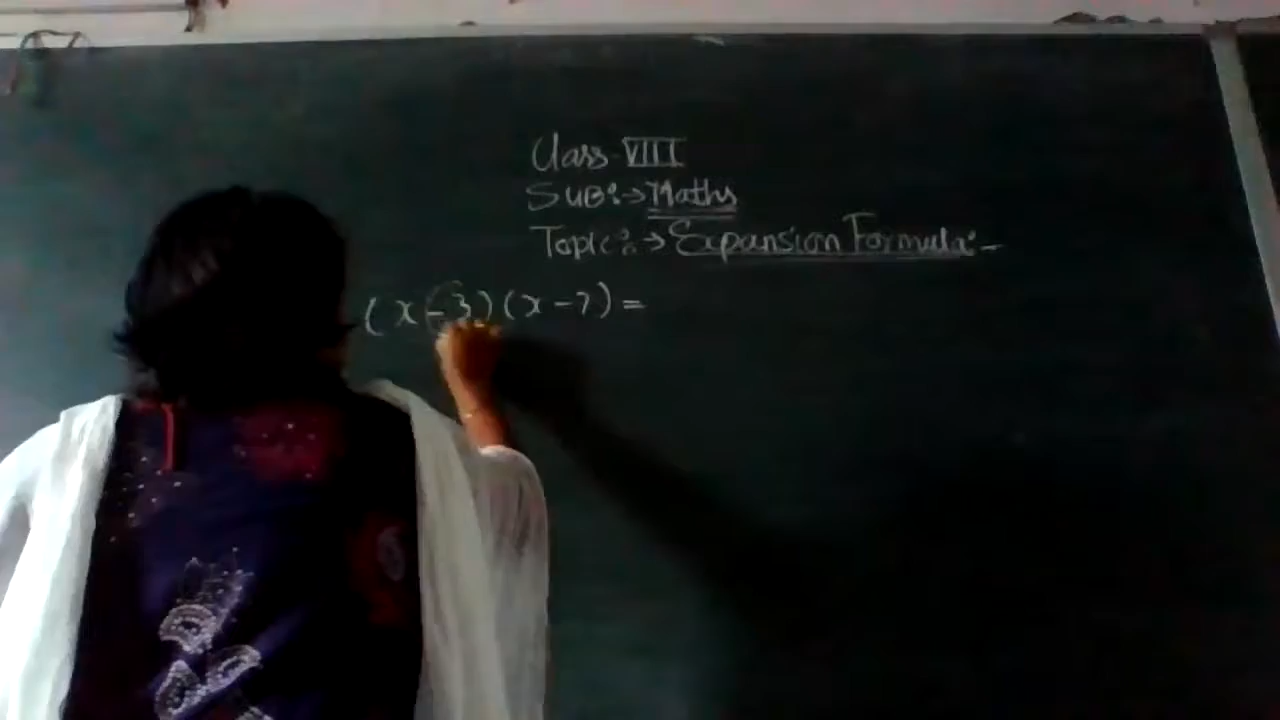 Class-VIII
SUB:→Maths
Topic:→Expansion Formula:-
(x-3)(x-7)=